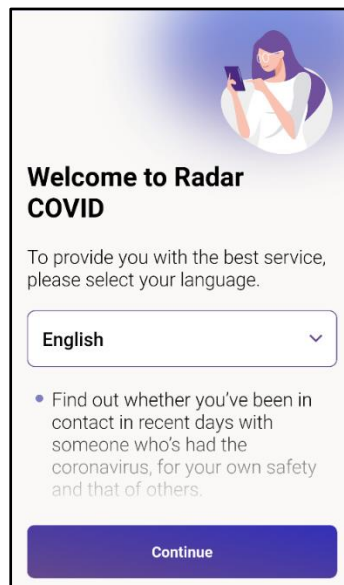 Welcome to Radar
COVID
To provide you with the best service,
please select your language.
English
Find out whether you've been in
contact in recent days with
someone who's had the
coronavirus, for your own safety
and that of others.
Continue